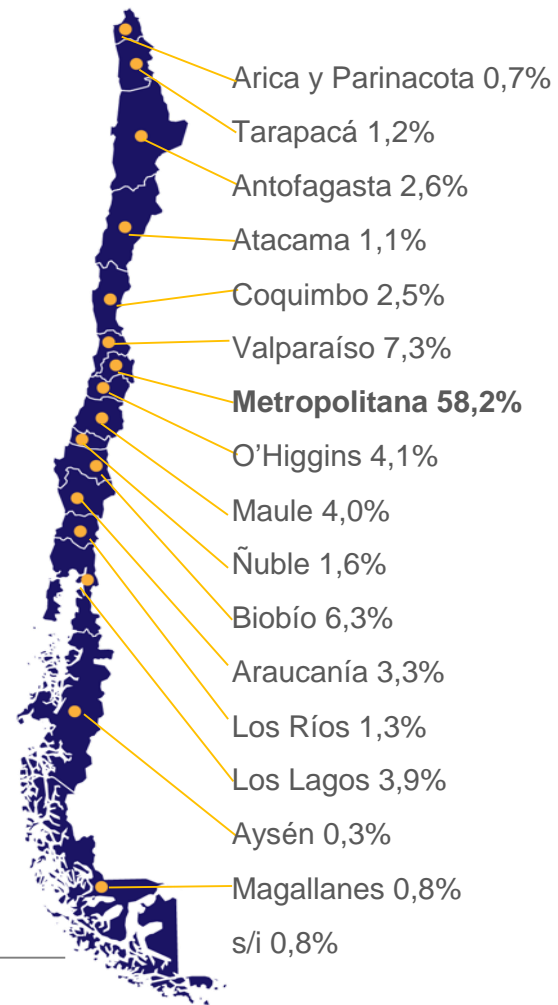 Arica y Parinacota 0,7%
Tarapacá 1,2%
Antofagasta 2,6%
Atacama 1,1%
Coquimbo 2,5%
Valparaíso 7,3%
Metropolitana 58,2%
O’Higgins 4,1%
Maule 4,0%
Ñuble 1,6%
Biobío 6,3%
Araucanía 3,3%
Los Ríos 1,3%
Los Lagos 3,9%
Aysén 0,3%
Magallanes 0,8%
s/i 0,8%